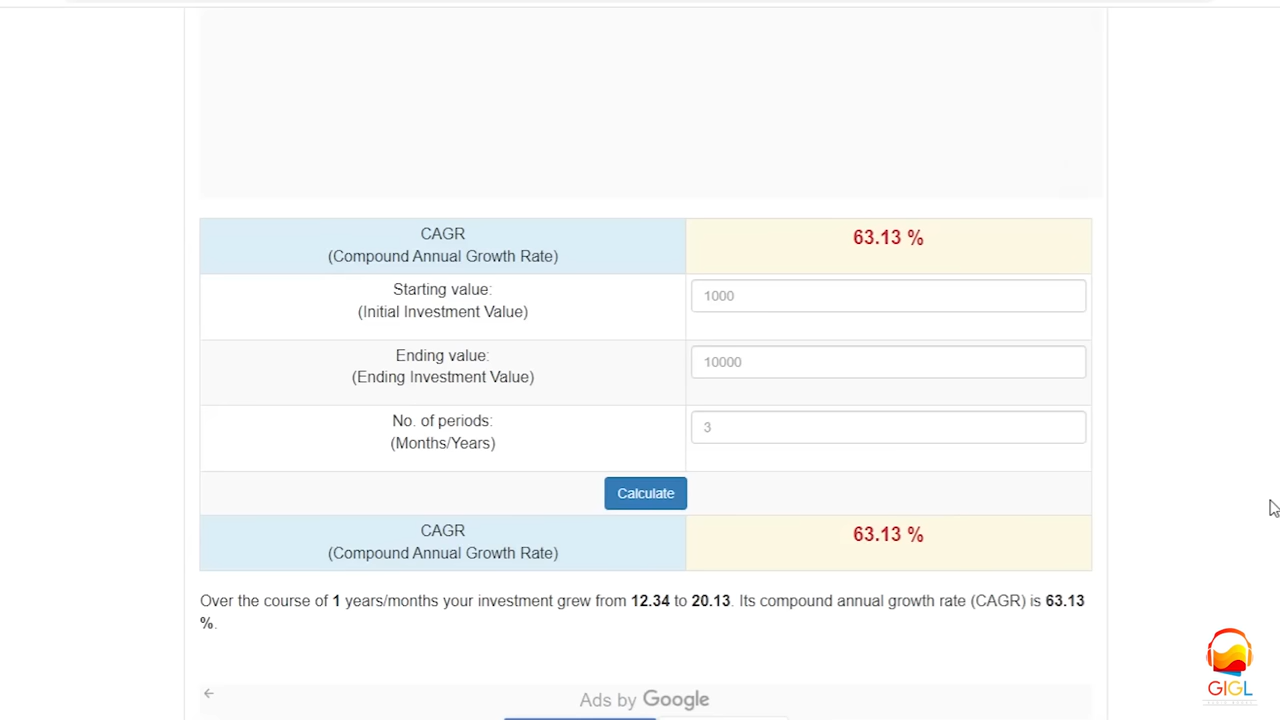 CAGR
(Compound Annual Growth Rate)
63.13 %
Starting value:
(Initial Investment Value)
1000
Ending value:
(Ending Investment Value)
10000
No. of periods:
(Months/Years)
3
Calculate
CAGR
(Compound Annual Growth Rate)
63.13 %
Over the course of 1 years/months your investment grew from 12.34 to 20.13. Its compound annual growth rate (CAGR) is 63.13
%.
Ads by Google
GIGL